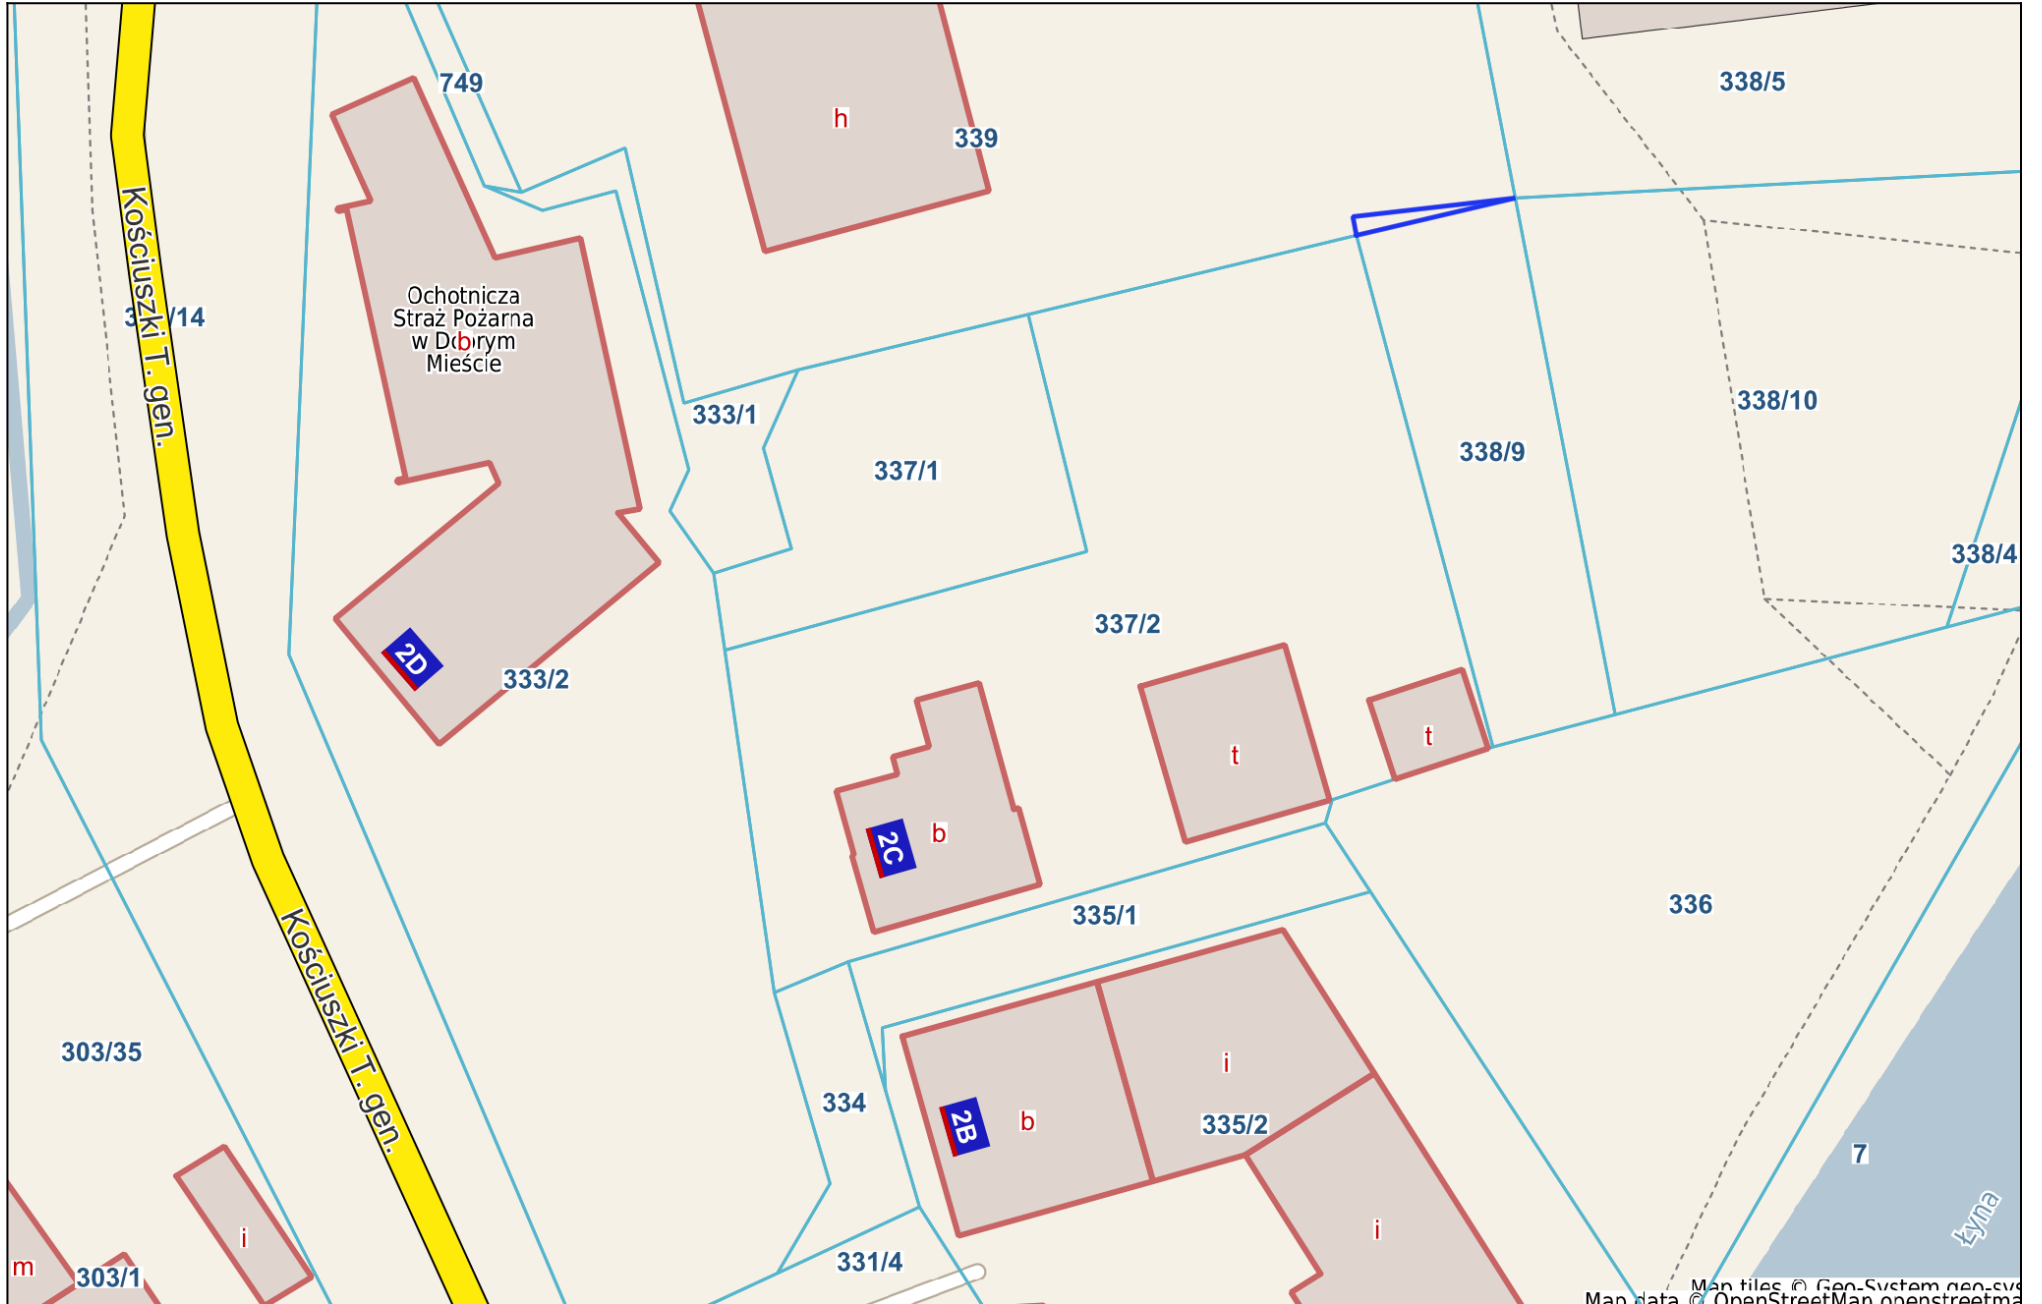 749
338/5
h
339
Kościuszki T. gen.
/14
Ochotnicza
Straż Pożarna
w Dobrym
Mieście
b
333/1
337/1
338/9
338/10
338/4
337/2
2D
333/2
t
t
2C
b
335/1
336
Kościuszki T. gen.
303/35
334
2B
b
i
335/2
7
Łyna
i
i
m
303/1
331/4
Map tiles © Geo-System geo-sys
Map data © OpenStreetMap openstreetma